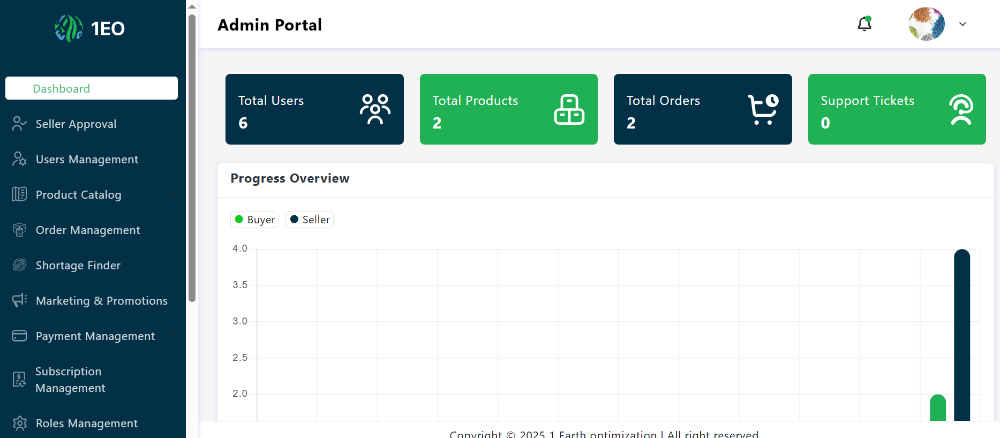 1EO
Dashboard
Seller Approval
Users Management
Product Catalog
Order Management
Shortage Finder
Marketing & Promotions
Payment Management
Subscription
Management
Roles Management
Admin Portal
Total Users
6
Total Products
2
Total Orders
2
Support Tickets
0
Progress Overview
Buyer
Seller
4.0
3.5
3.0
2.5
2.0
Copyright © 2025 1 Earth optimization | All right reserved